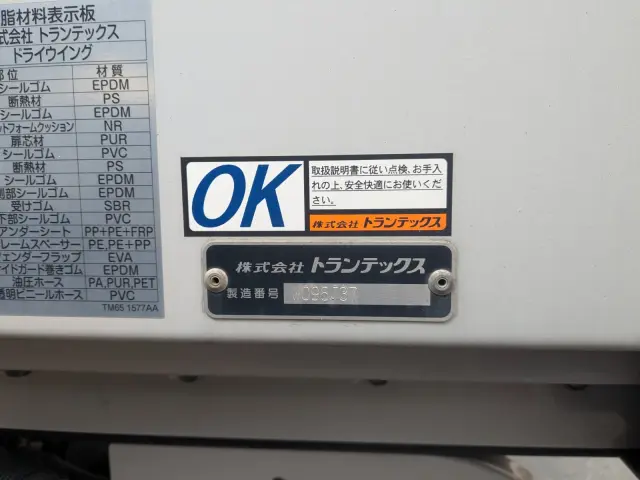 脂材料表示板
式会社 トランテックス
ドライウイング
部位 材質
シールゴム EPDM
断熱材 PS
シールゴム EPDM
ットフォームクッション NR
扉芯材 PUR
シールゴム PVC
断熱材 PS
シールゴム EPDM
側部シールゴム EPDM
受けゴム SBR
下部シールゴム PVC
アンダーシート PP+PE+FRP
レームスペーサー PE,PE+PP
フェンダーフラップ EVA
イドガード巻きゴム EPDM
油圧ホース PA,PUR,PET
透明ビニールホース PVC
TM65 1577AA
OK
取扱説明書に従い点検、お手入
れの上、安全快適にお使いくだ
さい。
株式会社 トランテックス
株式会社 トランテックス
製造番号